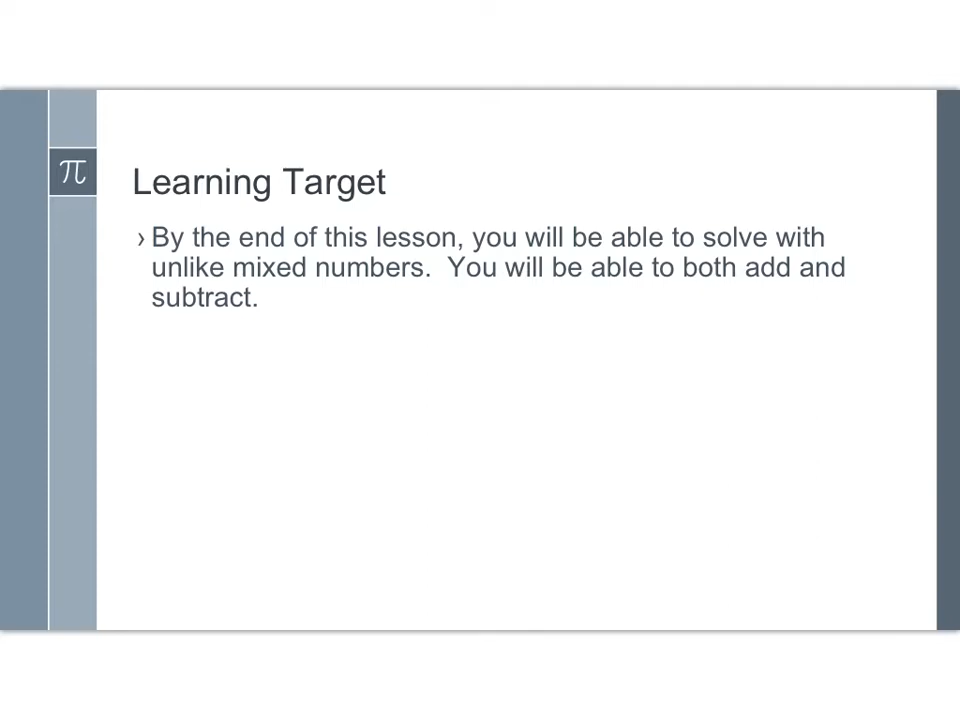 π
Learning Target
› By the end of this lesson, you will be able to solve with
unlike mixed numbers.  You will be able to both add and
subtract.